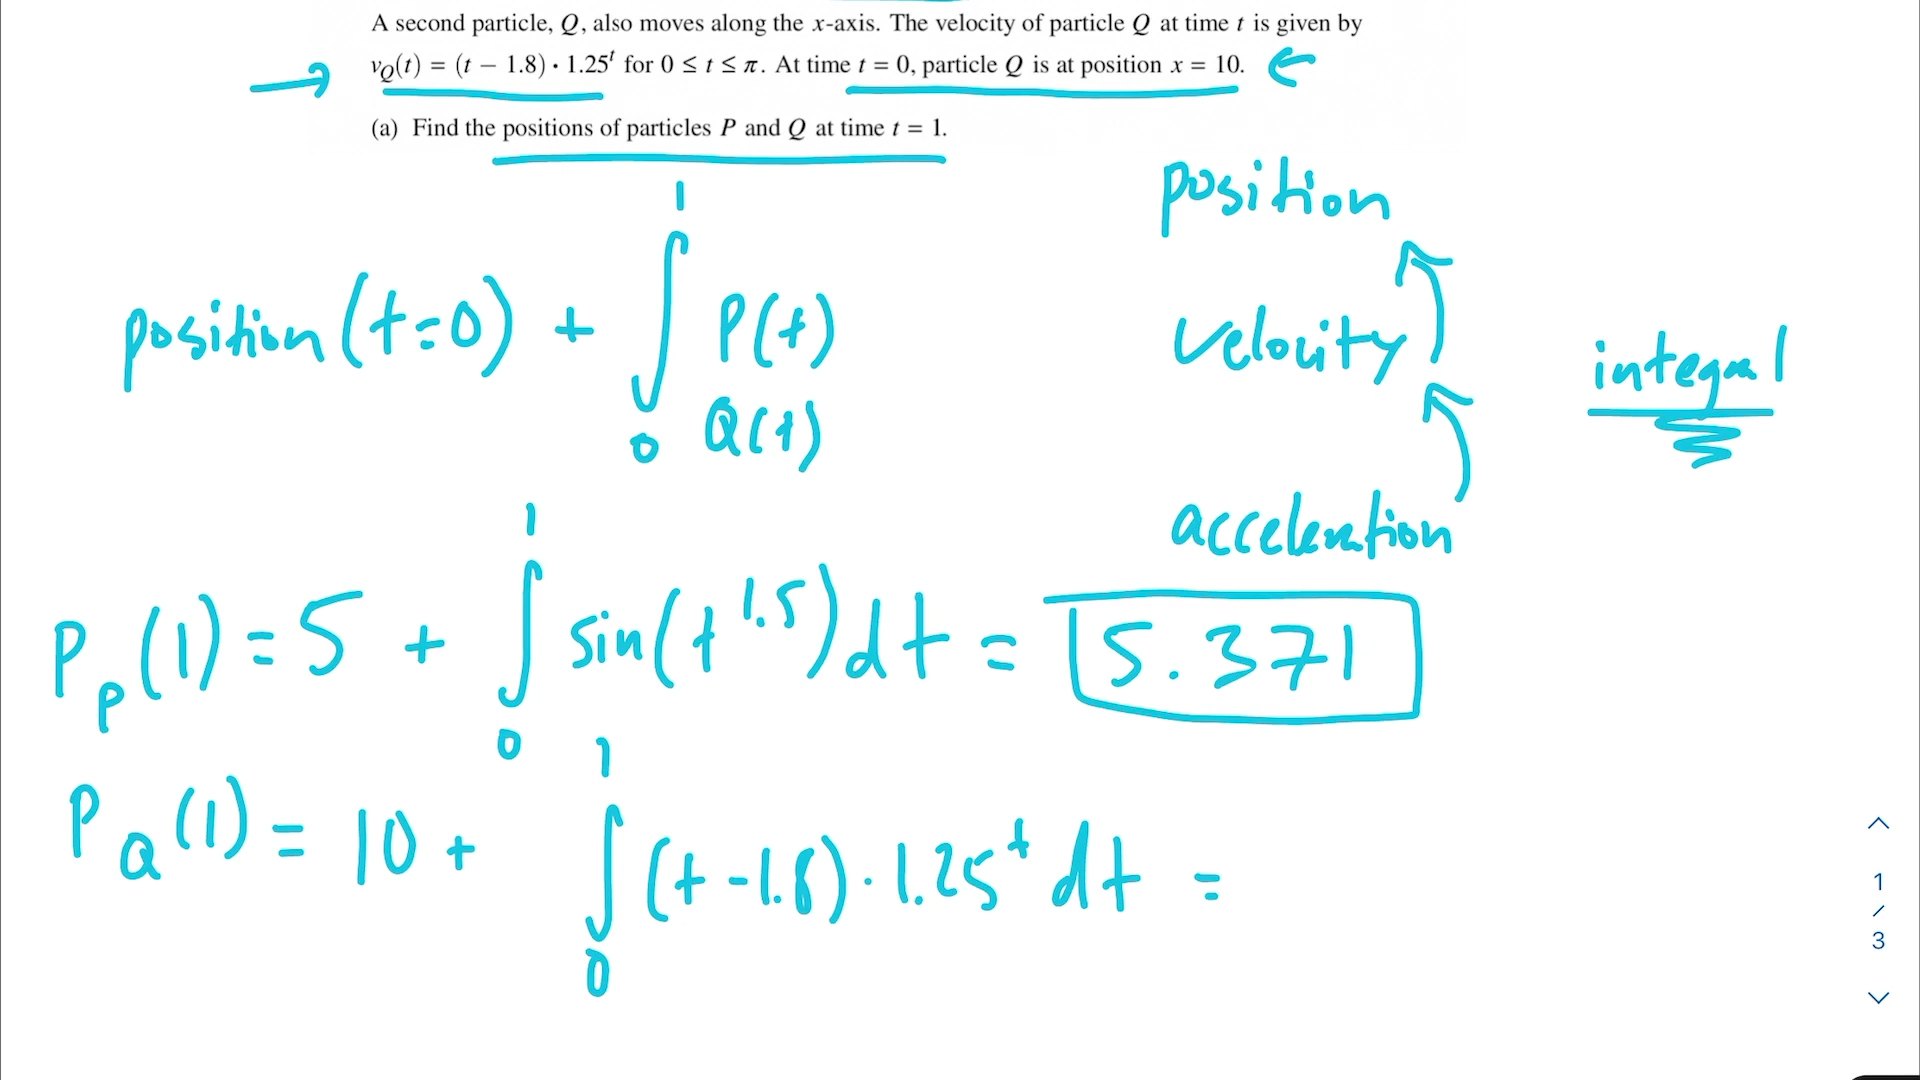 A second particle, Q, also moves along the x-axis. The velocity of particle Q at time t is given by
v_Q(t) = (t − 1.8) · 1.25^t for 0 ≤ t ≤ π. At time t = 0, particle Q is at position x = 10.
(a) Find the positions of particles P and Q at time t = 1.
position
position (t=0) + ∫_0^1 P(t)
Q(t)
velocity
integral
acceleration
P_P(1) = 5 + ∫_0^1 sin(t^1.5) dt = 5.371
P_Q(1) = 10 + ∫_0^1 (t - 1.8) · 1.25^t dt =
1
/
3